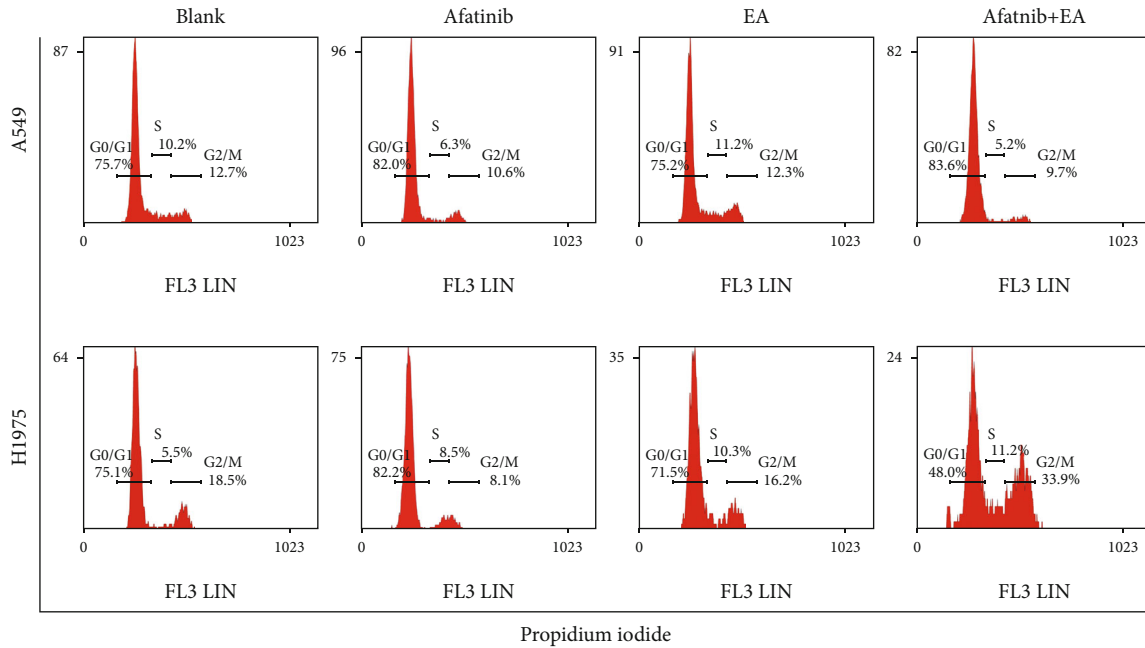 Blank Afatinib EA Afatnib+EA
A549
87
G0/G1
75.7%
S
10.2%
G2/M
12.7%
0 1023
FL3 LIN
96
G0/G1
82.0%
S
6.3%
G2/M
10.6%
0 1023
FL3 LIN
91
G0/G1
75.2%
S
11.2%
G2/M
12.3%
0 1023
FL3 LIN
82
G0/G1
83.6%
S
5.2%
G2/M
9.7%
0 1023
FL3 LIN
H1975
64
G0/G1
75.1%
S
5.5%
G2/M
18.5%
0 1023
FL3 LIN
75
G0/G1
82.2%
S
8.5%
G2/M
8.1%
0 1023
FL3 LIN
35
G0/G1
71.5%
S
10.3%
G2/M
16.2%
0 1023
FL3 LIN
24
G0/G1
48.0%
S
11.2%
G2/M
33.9%
0 1023
FL3 LIN
Propidium iodide